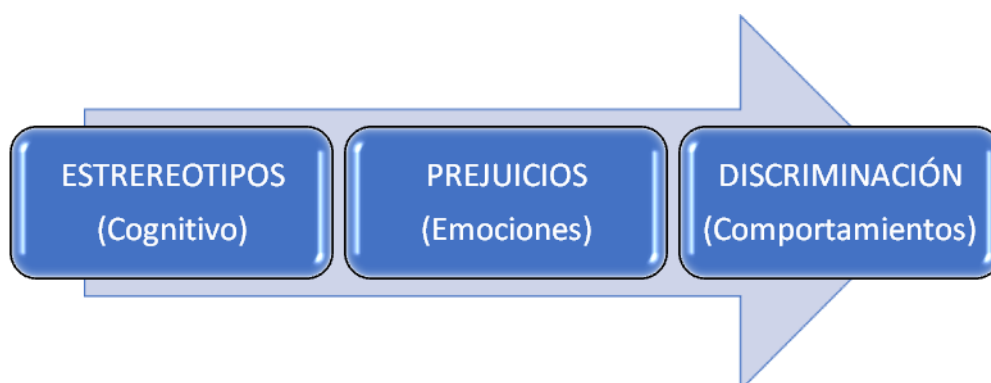 ESTREREOTIPOS
(Cognitivo)
PREJUICIOS
(Emociones)
DISCRIMINACIÓN
(Comportamientos)